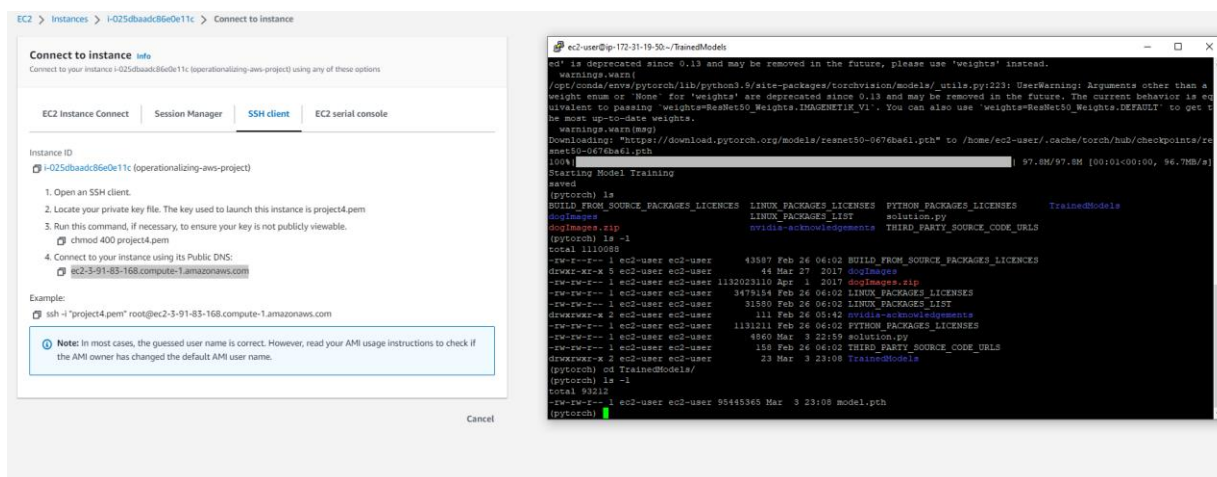 EC2 > Instances > i-025dbaadc86e0e11c > Connect to instance
Connect to instance Info
Connect to your instance i-025dbaadc86e0e11c (operationalizing-aws-project) using any of these options
EC2 Instance Connect Session Manager SSH client EC2 serial console
Instance ID
i-025dbaadc86e0e11c (operationalizing-aws-project)
1. Open an SSH client.
2. Locate your private key file. The key used to launch this instance is project4.pem
3. Run this command, if necessary, to ensure your key is not publicly viewable.
chmod 400 project4.pem
4. Connect to your instance using its Public DNS:
ec2-3-91-83-168.compute-1.amazonaws.com
Example:
ssh -i "project4.pem" root@ec2-3-91-83-168.compute-1.amazonaws.com
Note: In most cases, the guessed user name is correct. However, read your AMI usage instructions to check if
the AMI owner has changed the default AMI user name.
Cancel
ec2-user@ip-172-31-19-50:~/TrainedModels
ed' is deprecated since 0.13 and may be removed in the future, please use 'weights' instead.
warnings.warn(
/opt/conda/envs/pytorch/lib/python3.9/site-packages/torchvision/models/_utils.py:223: UserWarning: Arguments other than a
weight enum or `None` for 'weights' are deprecated since 0.13 and may be removed in the future. The current behavior is eq
uivalent to passing `weights=ResNet50_Weights.IMAGENET1K_V1`. You can also use `weights=ResNet50_Weights.DEFAULT` to get t
he most up-to-date weights.
warnings.warn(msg)
Downloading: "https://download.pytorch.org/models/resnet50-0676ba61.pth" to /home/ec2-user/.cache/torch/hub/checkpoints/re
snet50-0676ba61.pth
100%| | 97.8M/97.8M [00:01<00:00, 96.7MB/s]
Starting Model Training
saved
(pytorch) ls
BUILD_FROM_SOURCE_PACKAGES_LICENCES LINUX_PACKAGES_LICENSES PYTHON_PACKAGES_LICENSES TrainedModels
dogImages LINUX_PACKAGES_LIST solution.py
dogImages.zip nvidia-acknowledgements THIRD_PARTY_SOURCE_CODE_URLS
(pytorch) ls -l
total 1110088
-rw-rw-r-- 1 ec2-user ec2-user 43587 Feb 26 06:02 BUILD_FROM_SOURCE_PACKAGES_LICENCES
drwxr-xr-x 5 ec2-user ec2-user 44 Mar 27 2017 dogImages
-rw-rw-r-- 1 ec2-user ec2-user 1132023110 Apr 1 2017 dogImages.zip
-rw-rw-r-- 1 ec2-user ec2-user 3479154 Feb 26 06:02 LINUX_PACKAGES_LICENSES
-rw-rw-r-- 1 ec2-user ec2-user 31580 Feb 26 06:02 LINUX_PACKAGES_LIST
drwxrwxr-x 2 ec2-user ec2-user 111 Feb 26 05:42 nvidia-acknowledgements
-rw-rw-r-- 1 ec2-user ec2-user 1131211 Feb 26 06:02 PYTHON_PACKAGES_LICENSES
-rw-rw-r-- 1 ec2-user ec2-user 4860 Mar 3 22:59 solution.py
-rw-rw-r-- 1 ec2-user ec2-user 158 Feb 26 06:02 THIRD_PARTY_SOURCE_CODE_URLS
drwxrwxr-x 2 ec2-user ec2-user 23 Mar 3 23:08 TrainedModels
(pytorch) cd TrainedModels/
(pytorch) ls -l
total 93212
-rw-rw-r-- 1 ec2-user ec2-user 95445365 Mar 3 23:08 model.pth
(pytorch)